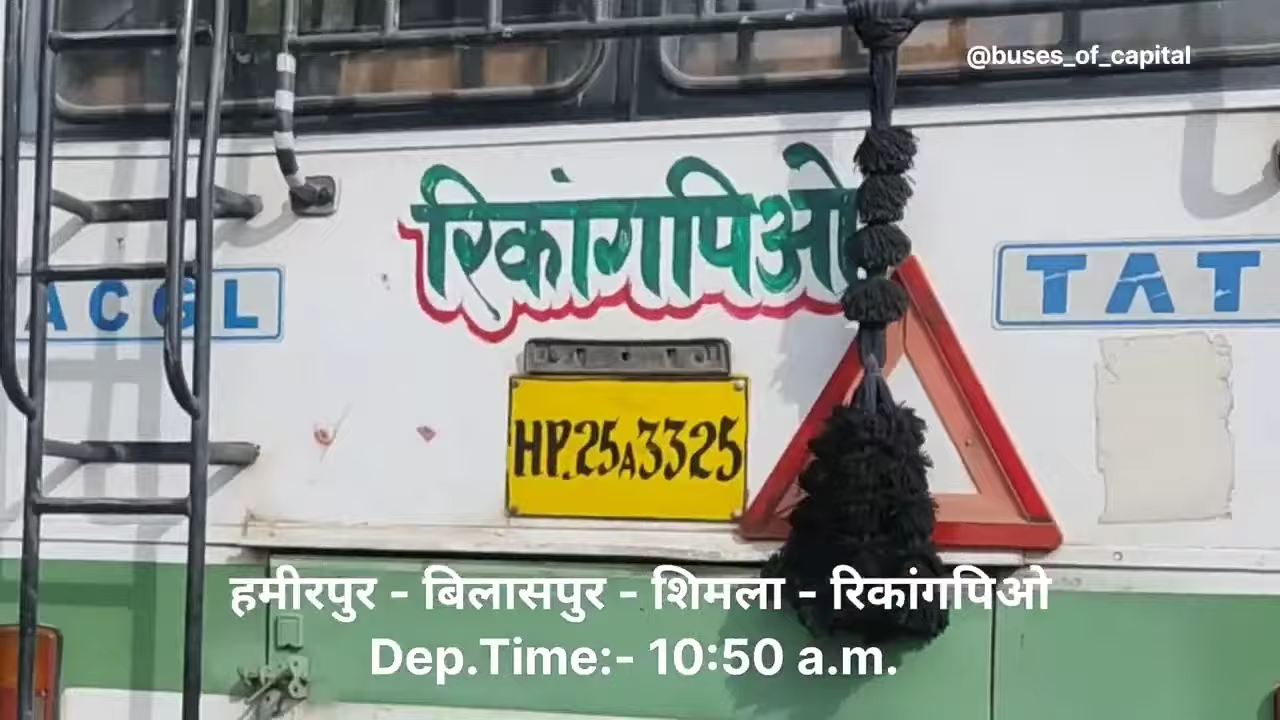 @buses_of_capital
रिकांगपिओ
ACGL
TAT
HP.25A3325
हमीरपुर - बिलासपुर - शिमला - रिकांगपिओ
Dep.Time:- 10:50 a.m.